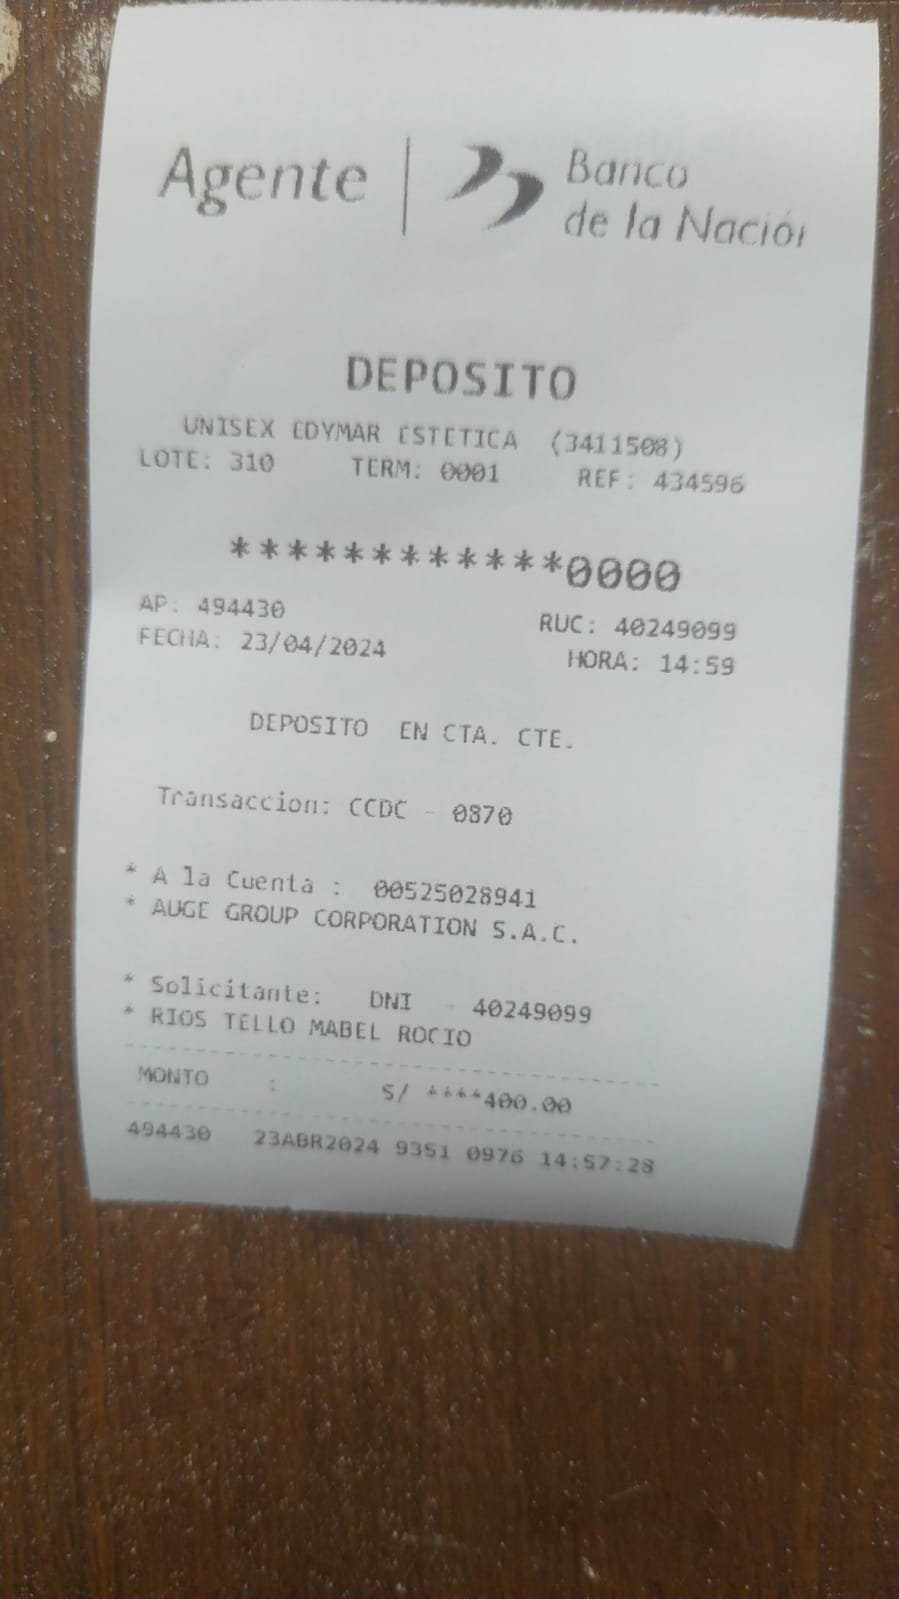 Agente | Banco
de la Nación
DEPOSITO
UNISEX EDYMAR ESTETICA (3411508)
LOTE: 310 TERM: 0001 REF: 434596
************0000
AP: 494430 RUC: 40249099
FECHA: 23/04/2024 HORA: 14:59
DEPOSITO EN CTA. CTE.
Transaccion: CCDC - 0870
* A la Cuenta : 00525028941
* AUGE GROUP CORPORATION S.A.C.
* Solicitante: DNI - 40249099
* RIOS TELLO MABEL ROCIO
MONTO : S/ ****400.00
494430 23ABR2024 9351 0976 14:57:28